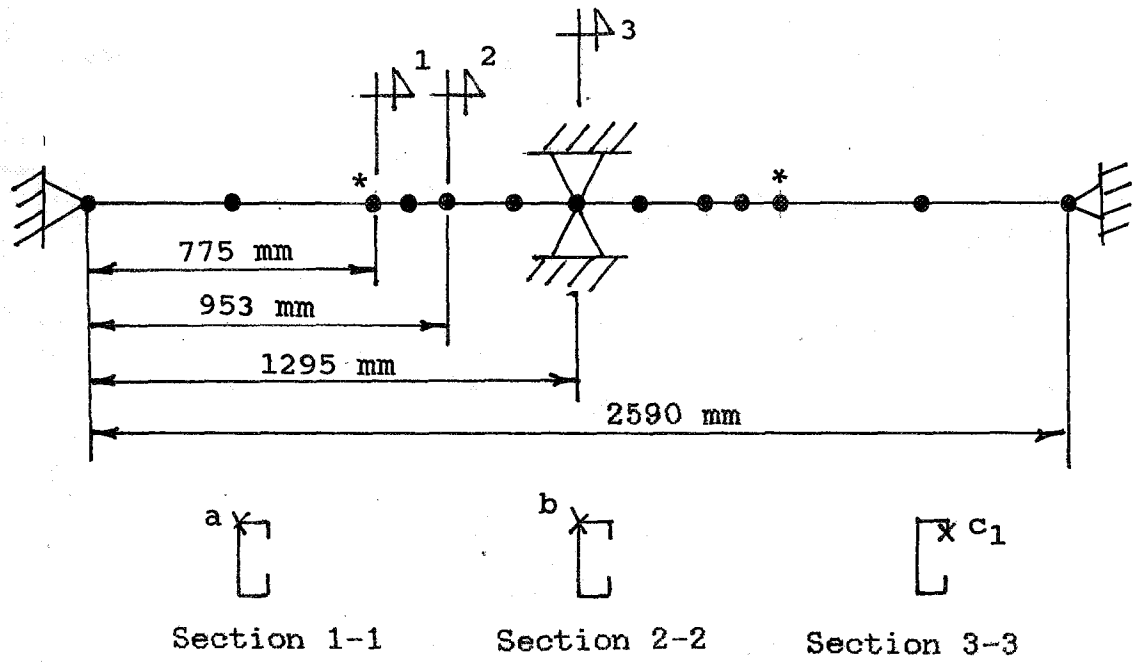 3
1
2
*
*
775 mm
953 mm
1295 mm
2590 mm
a
b
c1
Section 1-1
Section 2-2
Section 3-3